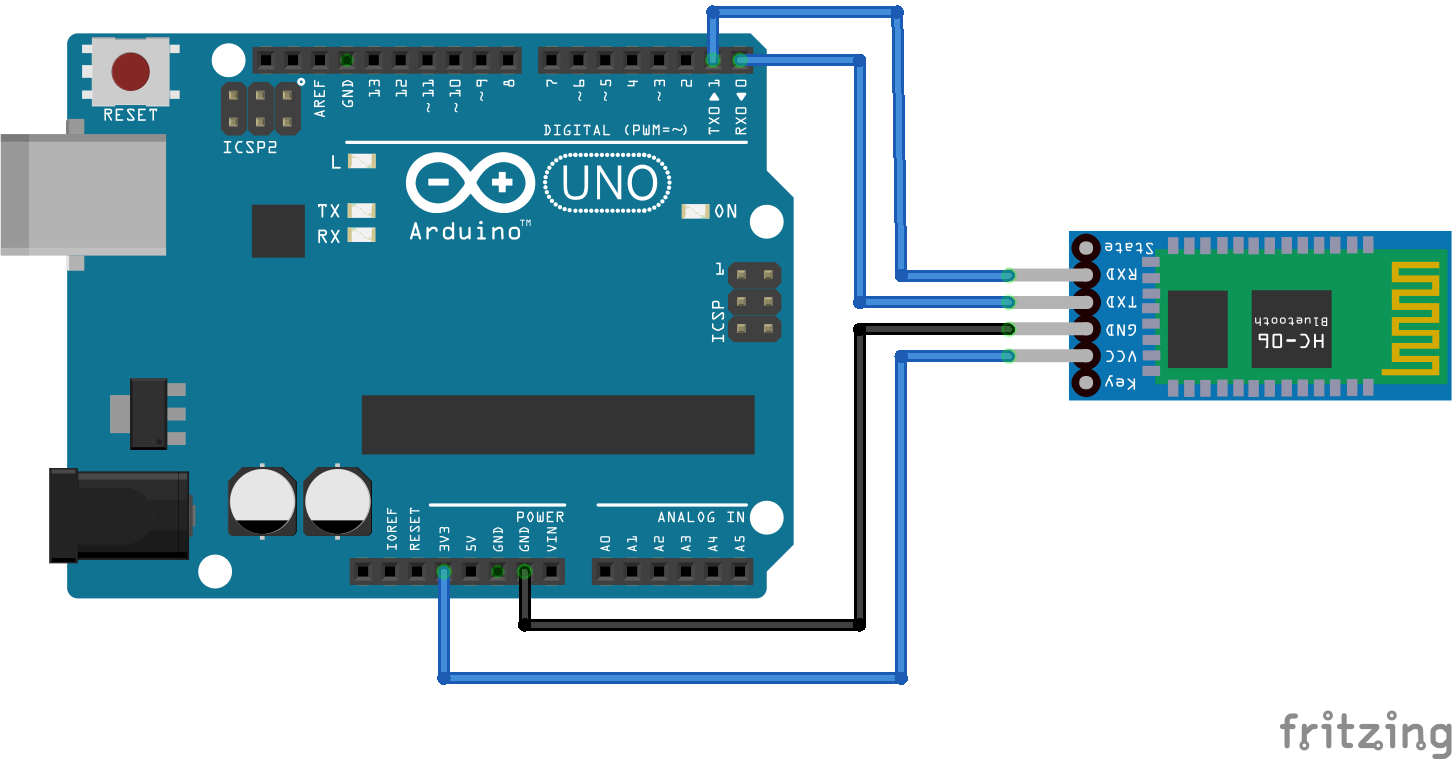 RESET
ICSP2
AREF
GND
13
12
~11
~10
~9
8
7
~6
~5
4
~3
2
TX0▶1
RX0◀0
DIGITAL (PWM=~)
L
TX
RX
UNO
Arduino™
ON
1
ICSP
State
RXD
TXD
GND
VCC
Key
Bluetooth
HC-06
POWER
ANALOG IN
IOREF
RESET
3V3
5V
GND
GND
VIN
A0
A1
A2
A3
A4
A5
fritzing